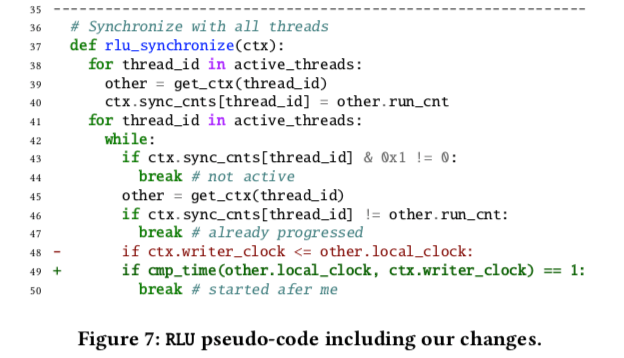 35 ------------------------------------------------------------
36 # Synchronize with all threads
37 def rlu_synchronize(ctx):
38 for thread_id in active_threads:
39 other = get_ctx(thread_id)
40 ctx.sync_cnts[thread_id] = other.run_cnt
41 for thread_id in active_threads:
42 while:
43 if ctx.sync_cnts[thread_id] & 0x1 != 0:
44 break # not active
45 other = get_ctx(thread_id)
46 if ctx.sync_cnts[thread_id] != other.run_cnt:
47 break # already progressed
48 - if ctx.writer_clock <= other.local_clock:
49 + if cmp_time(other.local_clock, ctx.writer_clock) == 1:
50 break # started afer me
Figure 7: RLU pseudo-code including our changes.